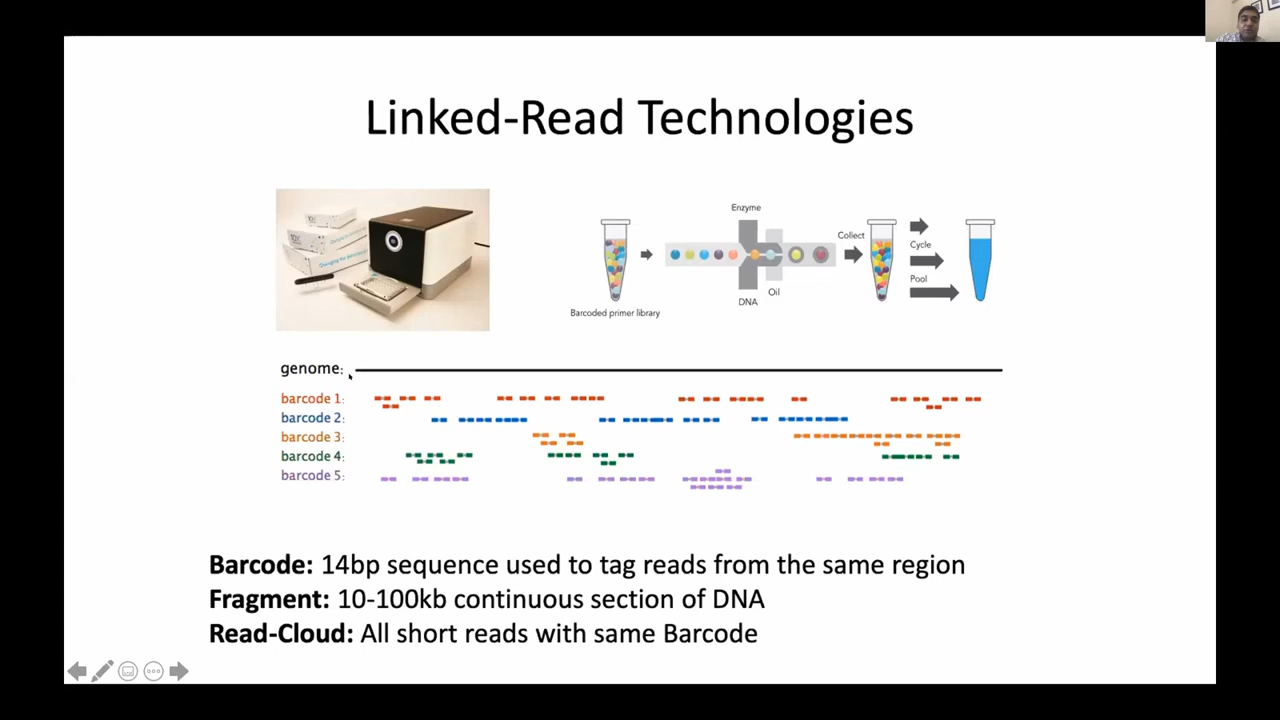 Linked-Read Technologies
10X
10X
Enzyme
Collect
Cycle
Pool
DNA
Oil
Barcoded primer library
genome:
barcode 1:
barcode 2:
barcode 3:
barcode 4:
barcode 5:
Barcode: 14bp sequence used to tag reads from the same region
Fragment: 10-100kb continuous section of DNA
Read-Cloud: All short reads with same Barcode